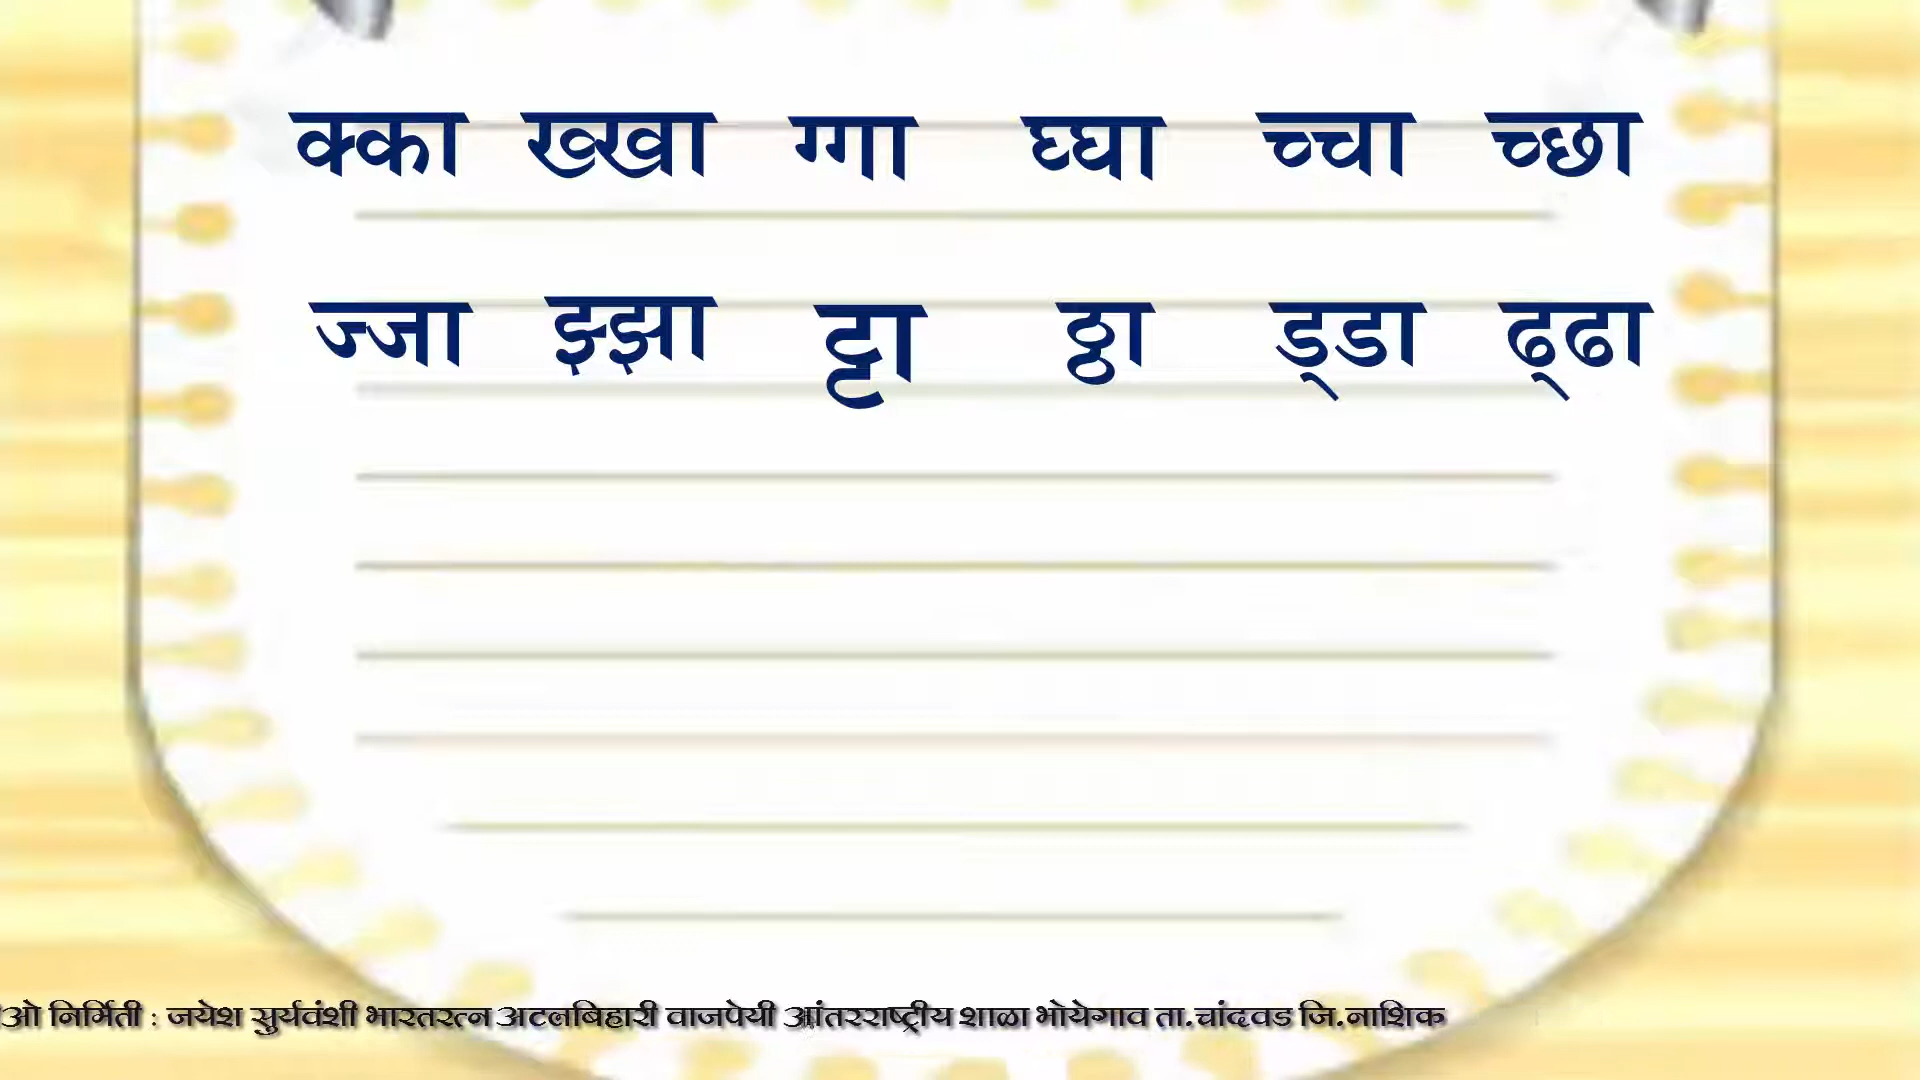 क्का ख्खा ग्गा घ्घा च्चा च्छा
ज्जा झ्झा ट्टा ठ्ठा ड्‌डा ढ्‌ढा
निर्मिती : जयेश सुर्यवंशी भारतरत्न अटलबिहारी वाजपेयी आंतरराष्ट्रीय शाळा भोयेगाव ता.चांदवड जि.नाशिक